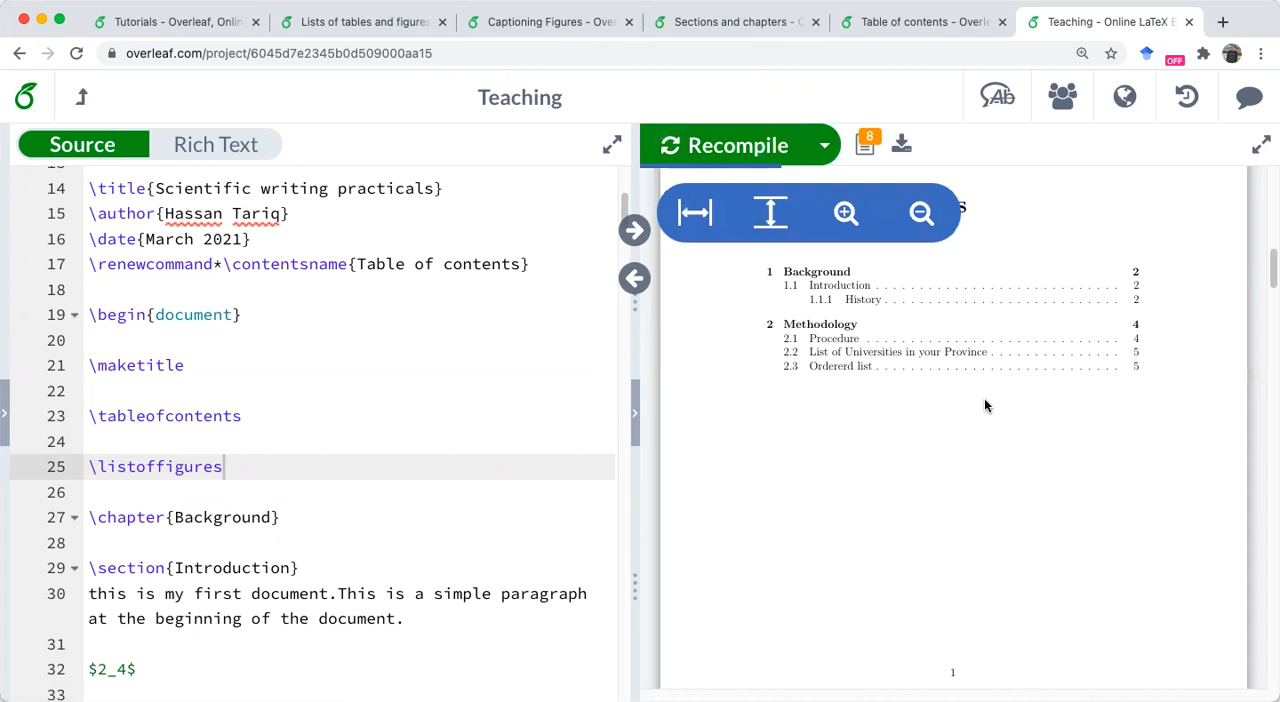 Tutorials - Overleaf, Onlin
Lists of tables and figures
Captioning Figures - Ove
Sections and chapters - O
Table of contents - Overle
Teaching - Online LaTeX E
overleaf.com/project/6045d7e2345b0d509000aa15
OFF
Teaching
Source
Rich Text
Recompile
8
14 \title{Scientific writing practicals}
15 \author{Hassan Tariq}
16 \date{March 2021}
17 \renewcommand*\contentsname{Table of contents}
18
19 \begin{document}
20
21 \maketitle
22
23 \tableofcontents
24
25 \listoffigures
26
27 \chapter{Background}
28
29 \section{Introduction}
30 this is my first document.This is a simple paragraph
at the beginning of the document.
31
32 $2_4$
33
s
1 Background 2
1.1 Introduction . . . . . . . . . . . . . . . . . . . . . . . . . . . 2
1.1.1 History . . . . . . . . . . . . . . . . . . . . . . . . . . 2
2 Methodology 4
2.1 Procedure . . . . . . . . . . . . . . . . . . . . . . . . . . . . 4
2.2 List of Universities in your Province . . . . . . . . . . . . . . 5
2.3 Ordererd list . . . . . . . . . . . . . . . . . . . . . . . . . . . 5
1